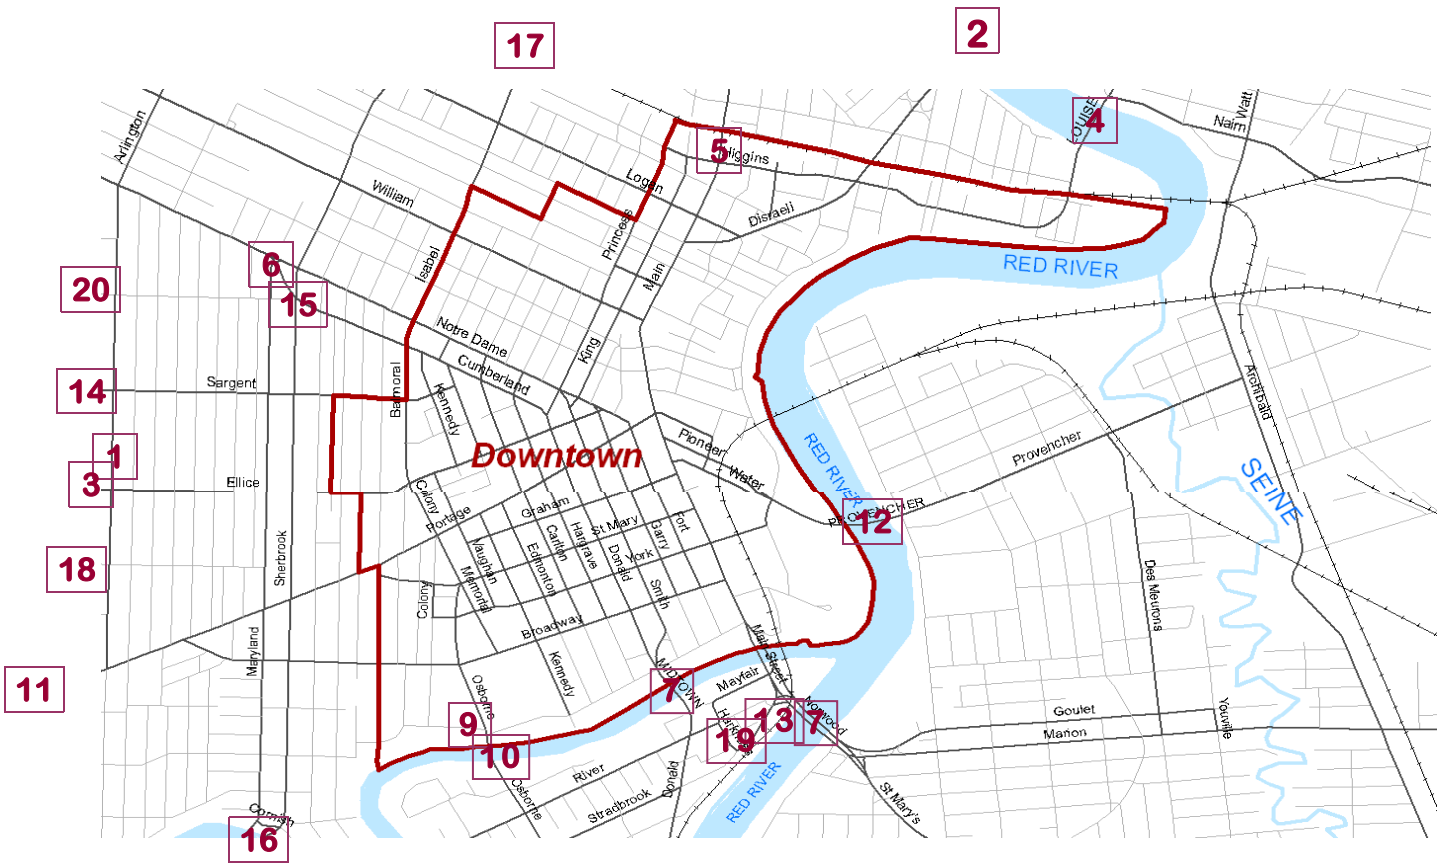 2
17
Arlington
LOUISE
4
Watt
Nairn
5
Higgins
William
Logan
Disraeli
Princess
Isabel
Main
6
RED RIVER
20
15
Notre Dame
King
Cumberland
Sargent
14
Balmoral
Kennedy
Archibald
Downtown
Pioneer
Provencher
1
RED RIVER
SEINE
3
Ellice
Colony
Water
Portage
Graham
St Mary
Garry
Fort
PROVENCHER
12
Carlton
Hargrave
Donald
York
Vaughan
Edmonton
Memorial
18
Sherbrook
Colony
Smith
Des Meurons
Broadway
Maryland
Main Street
Kennedy
11
MIDTOWN
7
Mayfair
Osborne
9
Harkness
13
7
Norwood
Goulet
Youville
19
Marion
10
River
Donald
RED RIVER
Osborne
Stradbrook
St Mary's
Cornish
16